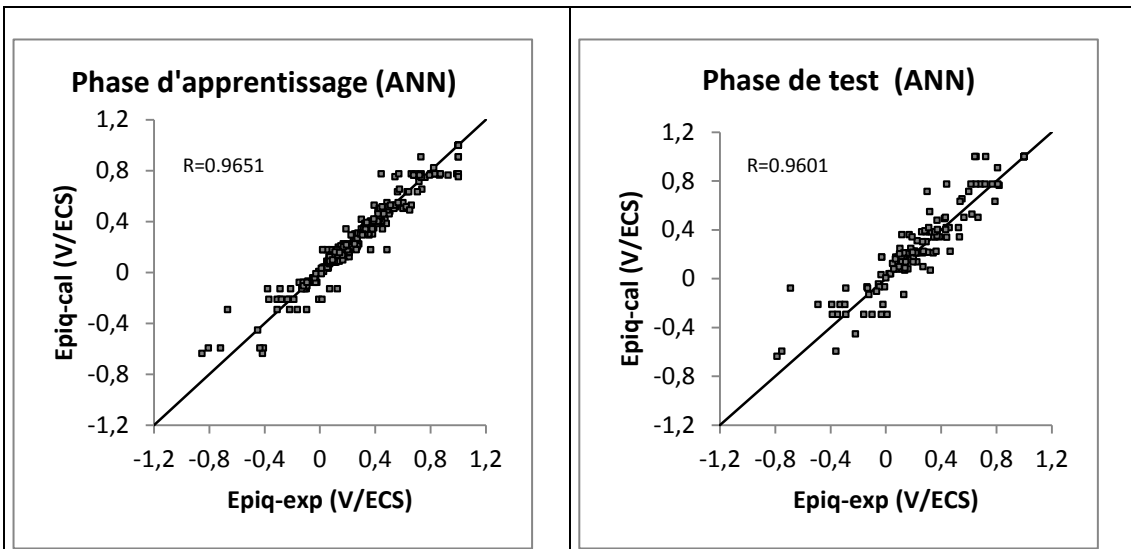 Phase d'apprentissage (ANN)
R=0.9651
1,2
0,8
0,4
0
-0,4
-0,8
-1,2
-1,2 -0,8 -0,4 0 0,4 0,8 1,2
Epiq-cal (V/ECS)
Epiq-exp (V/ECS)
Phase de test (ANN)
R=0.9601
1,2
0,8
0,4
0
-0,4
-0,8
-1,2
-1,2 -0,8 -0,4 0 0,4 0,8 1,2
Epiq-cal (V/ECS)
Epiq-exp (V/ECS)